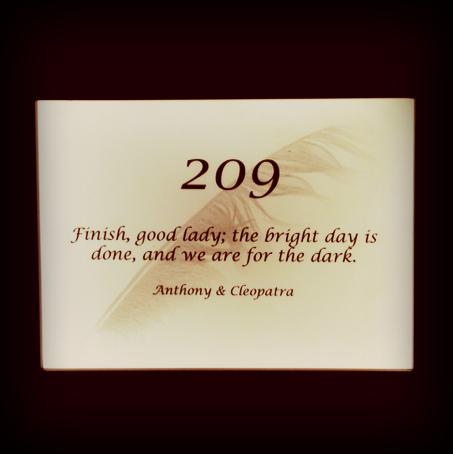 209
Finish, good lady; the bright day is
done, and we are for the dark.
Anthony & Cleopatra